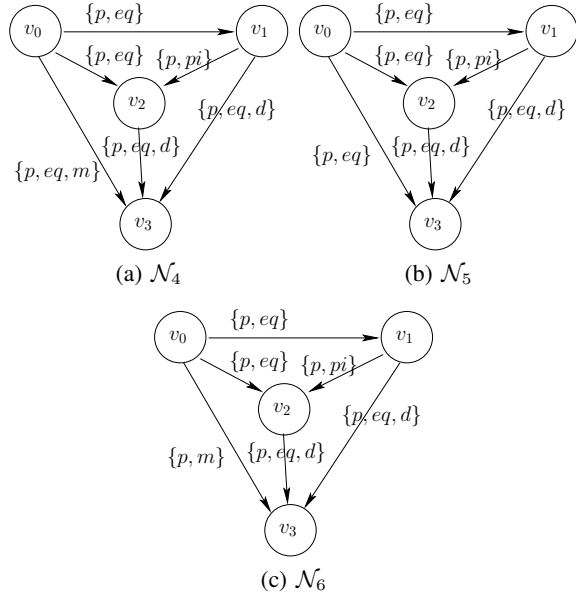 v₀ {p, eq} v₁
{p, eq} {p, pi}
v₂
{p, eq, d} {p, eq, d}
{p, eq, m}
v₃
(a) 𝒩₄
v₀ {p, eq} v₁
{p, eq} {p, pi}
v₂
{p, eq, d} {p, eq, d}
{p, eq}
v₃
(b) 𝒩₅
v₀ {p, eq} v₁
{p, eq} {p, pi}
v₂
{p, eq, d}
{p, m} {p, eq, d}
v₃
(c) 𝒩₆